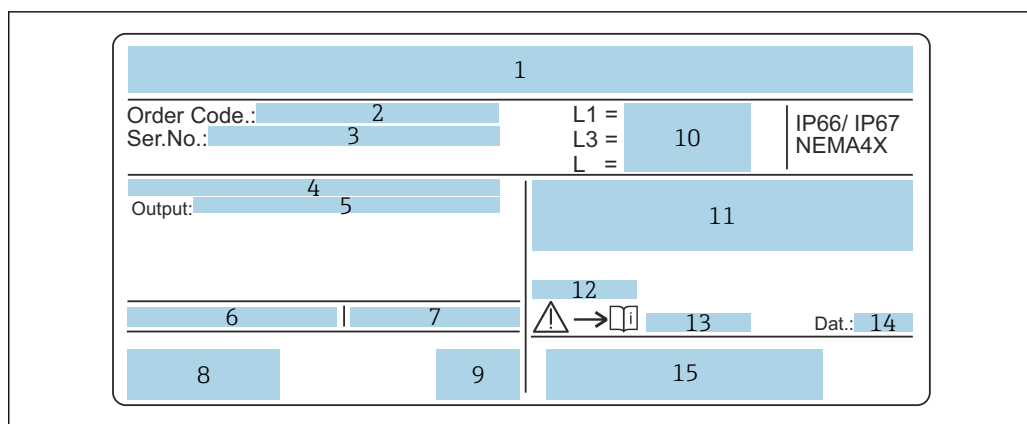 1
Order Code.: 2
Ser.No.: 3
L1 =
L3 =
L =
10
IP66/ IP67
NEMA4X
4
Output: 5
11
12
6
7
i
13
Dat.: 14
8
9
15